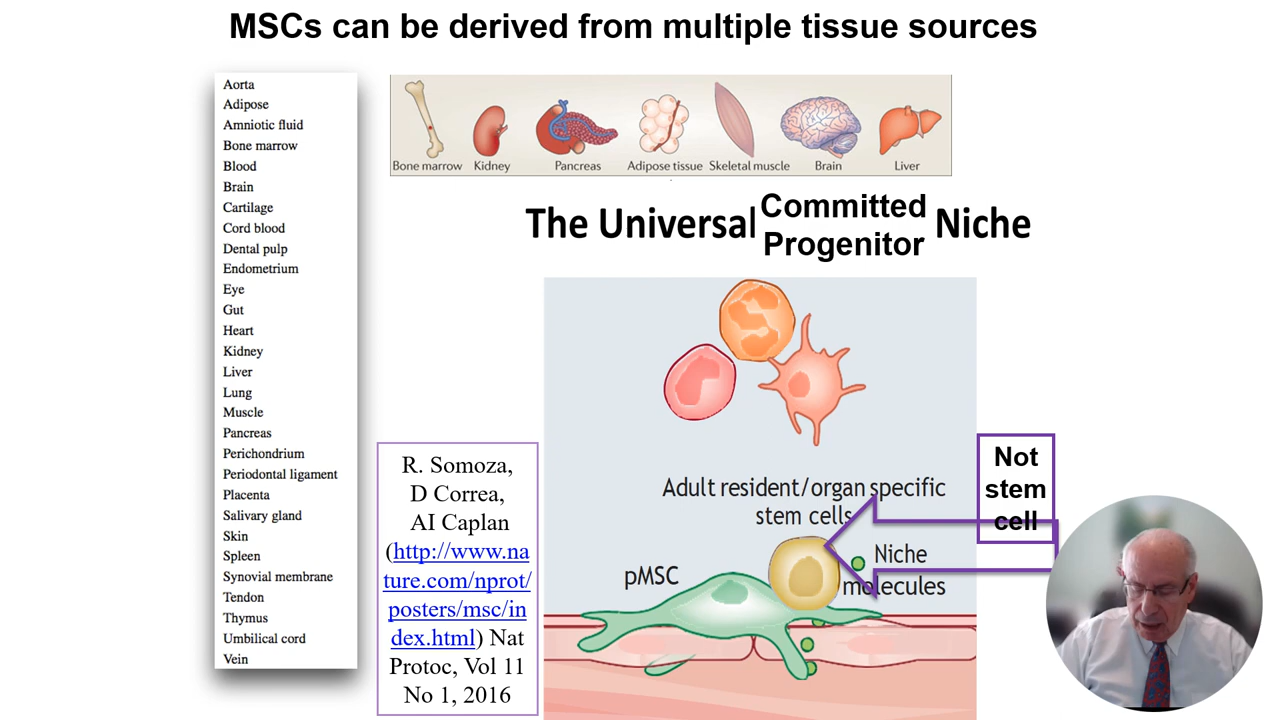 MSCs can be derived from multiple tissue sources
Aorta
Adipose
Amniotic fluid
Bone marrow
Blood
Brain
Cartilage
Cord blood
Dental pulp
Endometrium
Eye
Gut
Heart
Kidney
Liver
Lung
Muscle
Pancreas
Perichondrium
Periodontal ligament
Placenta
Salivary gland
Skin
Spleen
Synovial membrane
Tendon
Thymus
Umbilical cord
Vein
Bone marrow Kidney Pancreas Adipose tissue Skeletal muscle Brain Liver
The Universal Committed Progenitor Niche
R. Somoza,
D Correa,
AI Caplan
(http://www.na
ture.com/nprot/
posters/msc/in
dex.html) Nat
Protoc, Vol 11
No 1, 2016
Adult resident/organ specific
stem cells
pMSC
Niche
molecules
Not
stem
cell